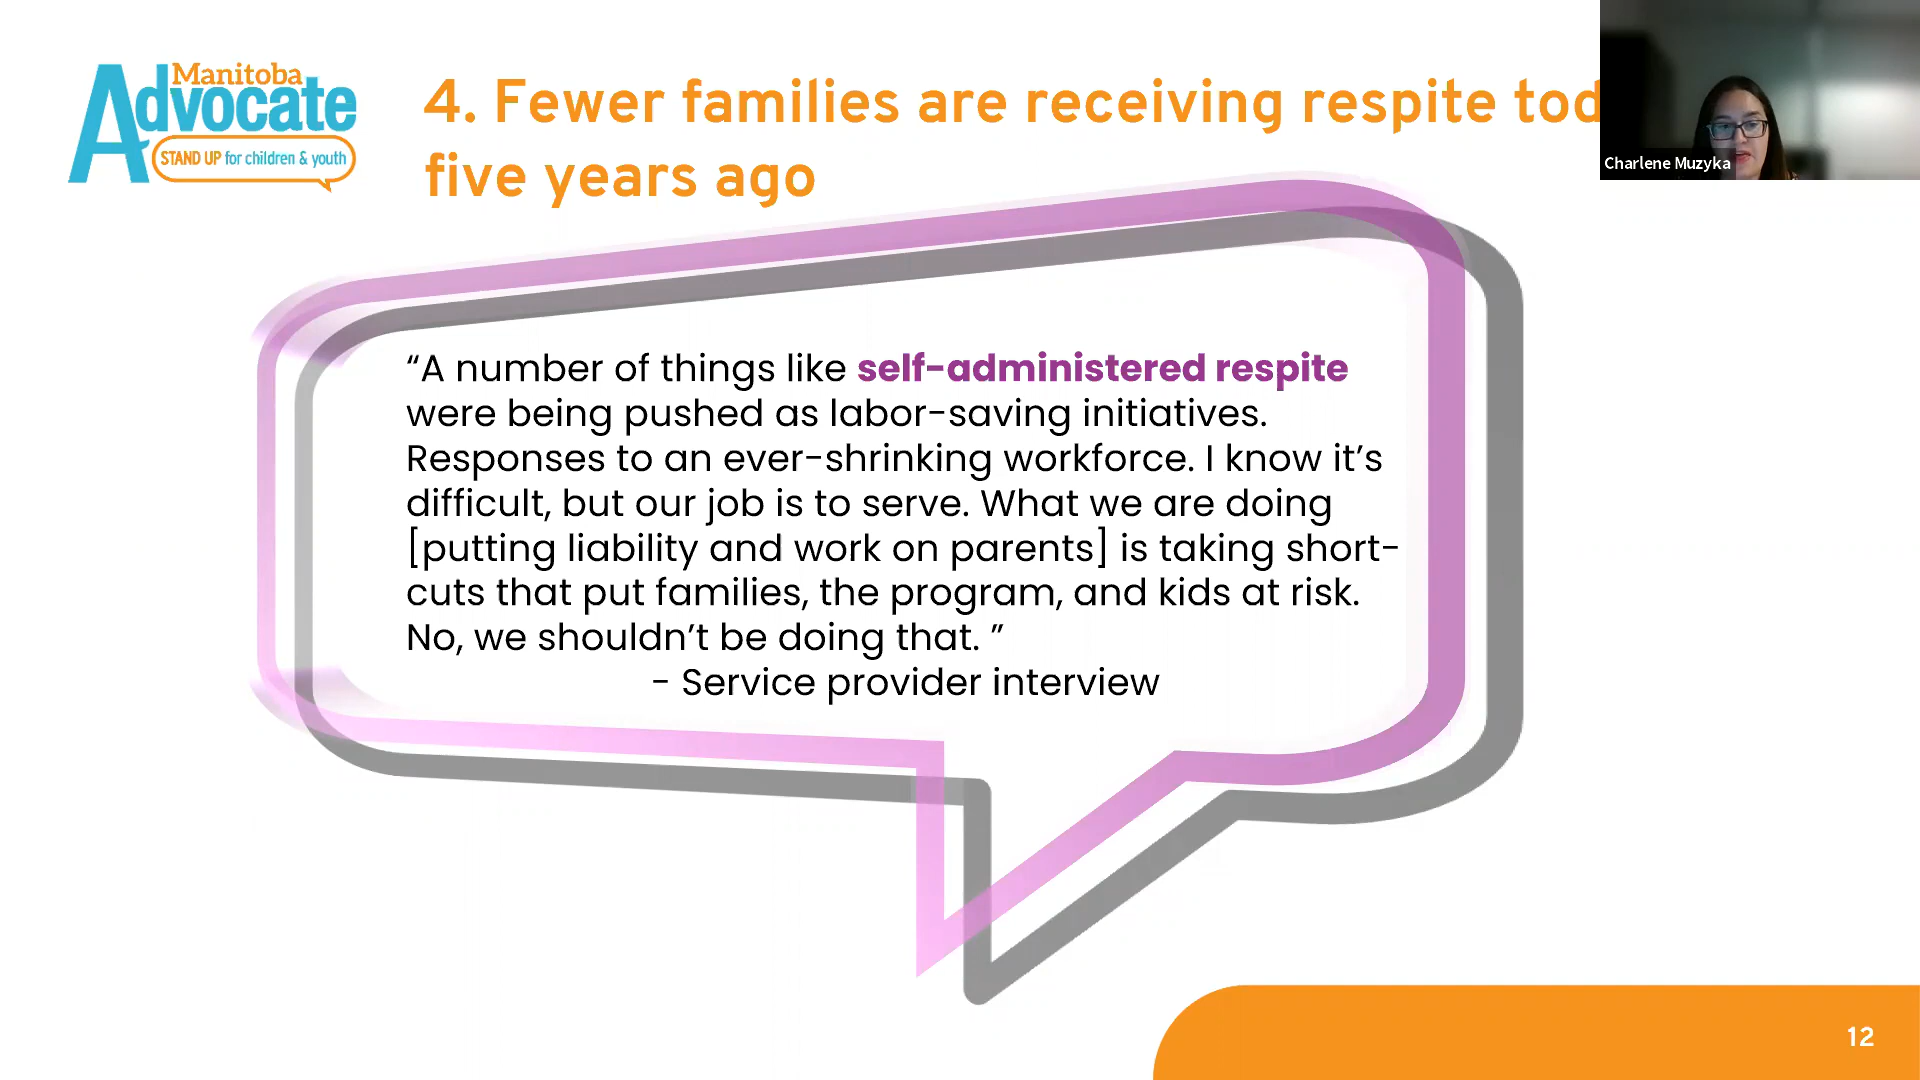 Manitoba
Advocate
STAND UP for children & youth
4. Fewer families are receiving respite
five years ago
Charlene Muzyka
“A number of things like self-administered respite
were being pushed as labor-saving initiatives.
Responses to an ever-shrinking workforce. I know it’s
difficult, but our job is to serve. What we are doing
[putting liability and work on parents] is taking short-
cuts that put families, the program, and kids at risk.
No, we shouldn’t be doing that. ”
- Service provider interview
12